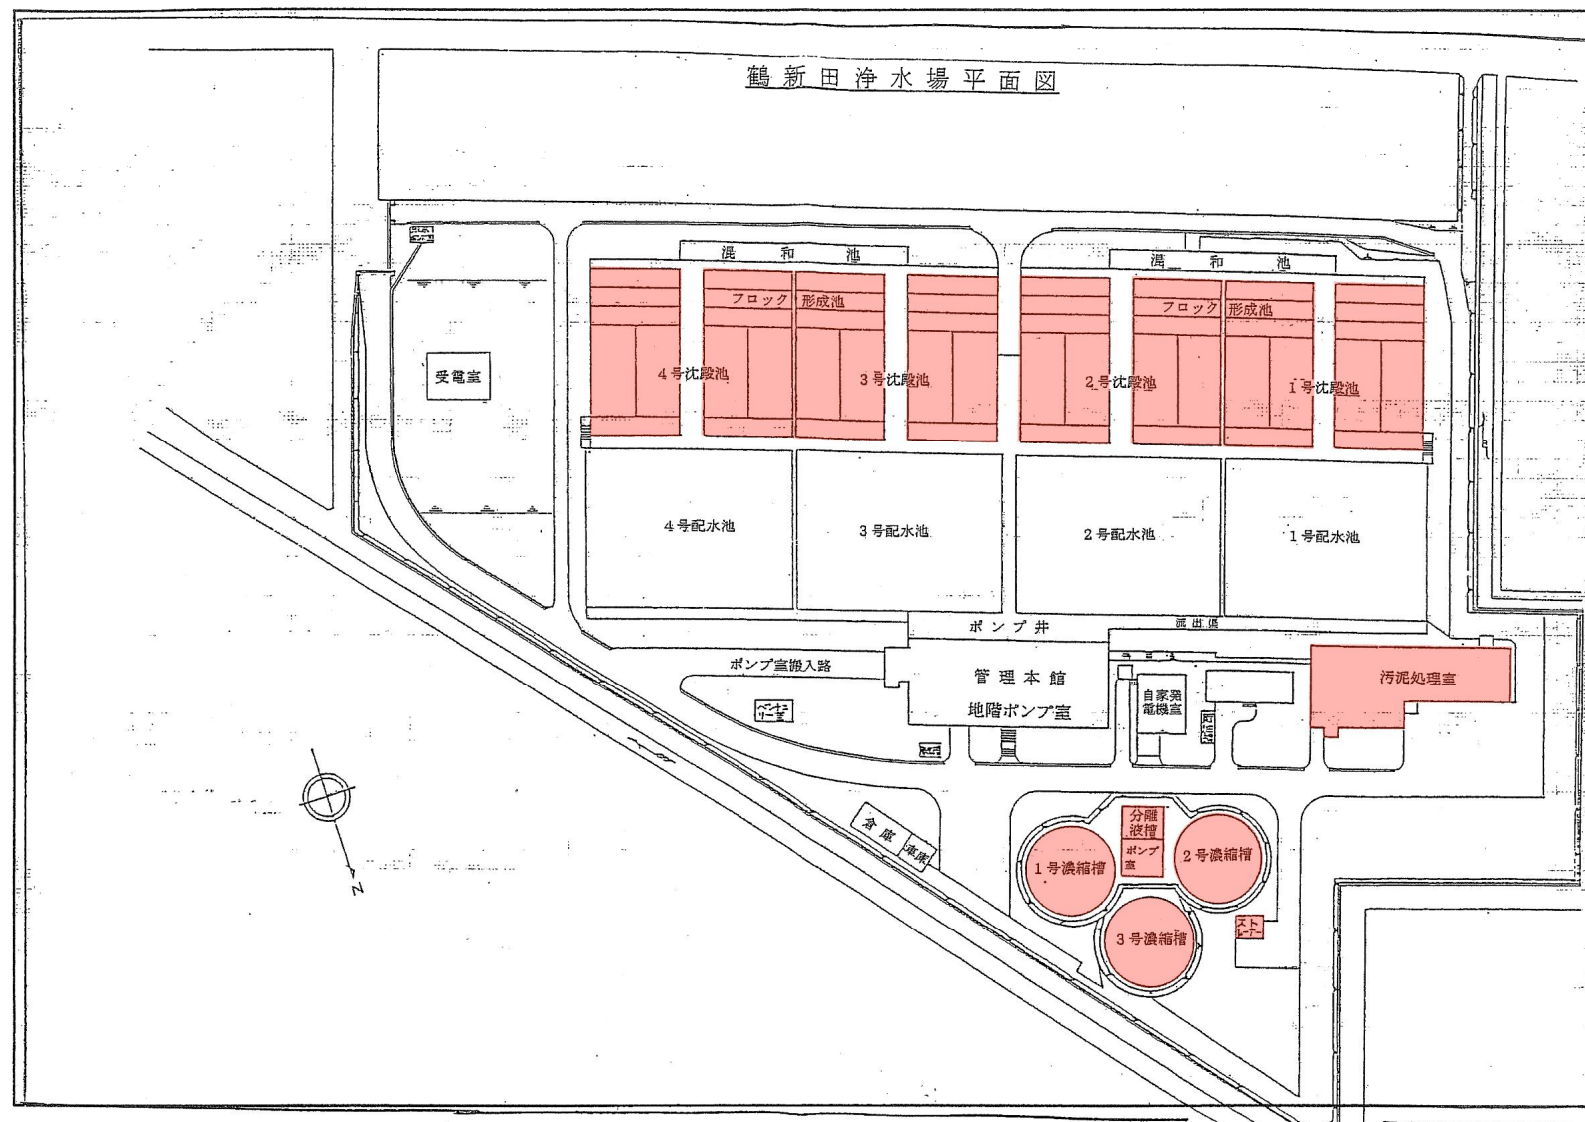 鶴新田浄水場平面図
混和池
混和池
フロック形成池
フロック形成池
受電室
4号沈殿池
3号沈殿池
2号沈殿池
1号沈殿池
4号配水池
3号配水池
2号配水池
1号配水池
ポンプ井
流出渠
ポンプ室搬入路
管理本館
地階ポンプ室
自家発
電機室
汚泥処理室
ベンチュ
リー室
倉庫
車庫
分離
液槽
ポンプ
室
1号濃縮槽
2号濃縮槽
3号濃縮槽
スト
レーナー
N